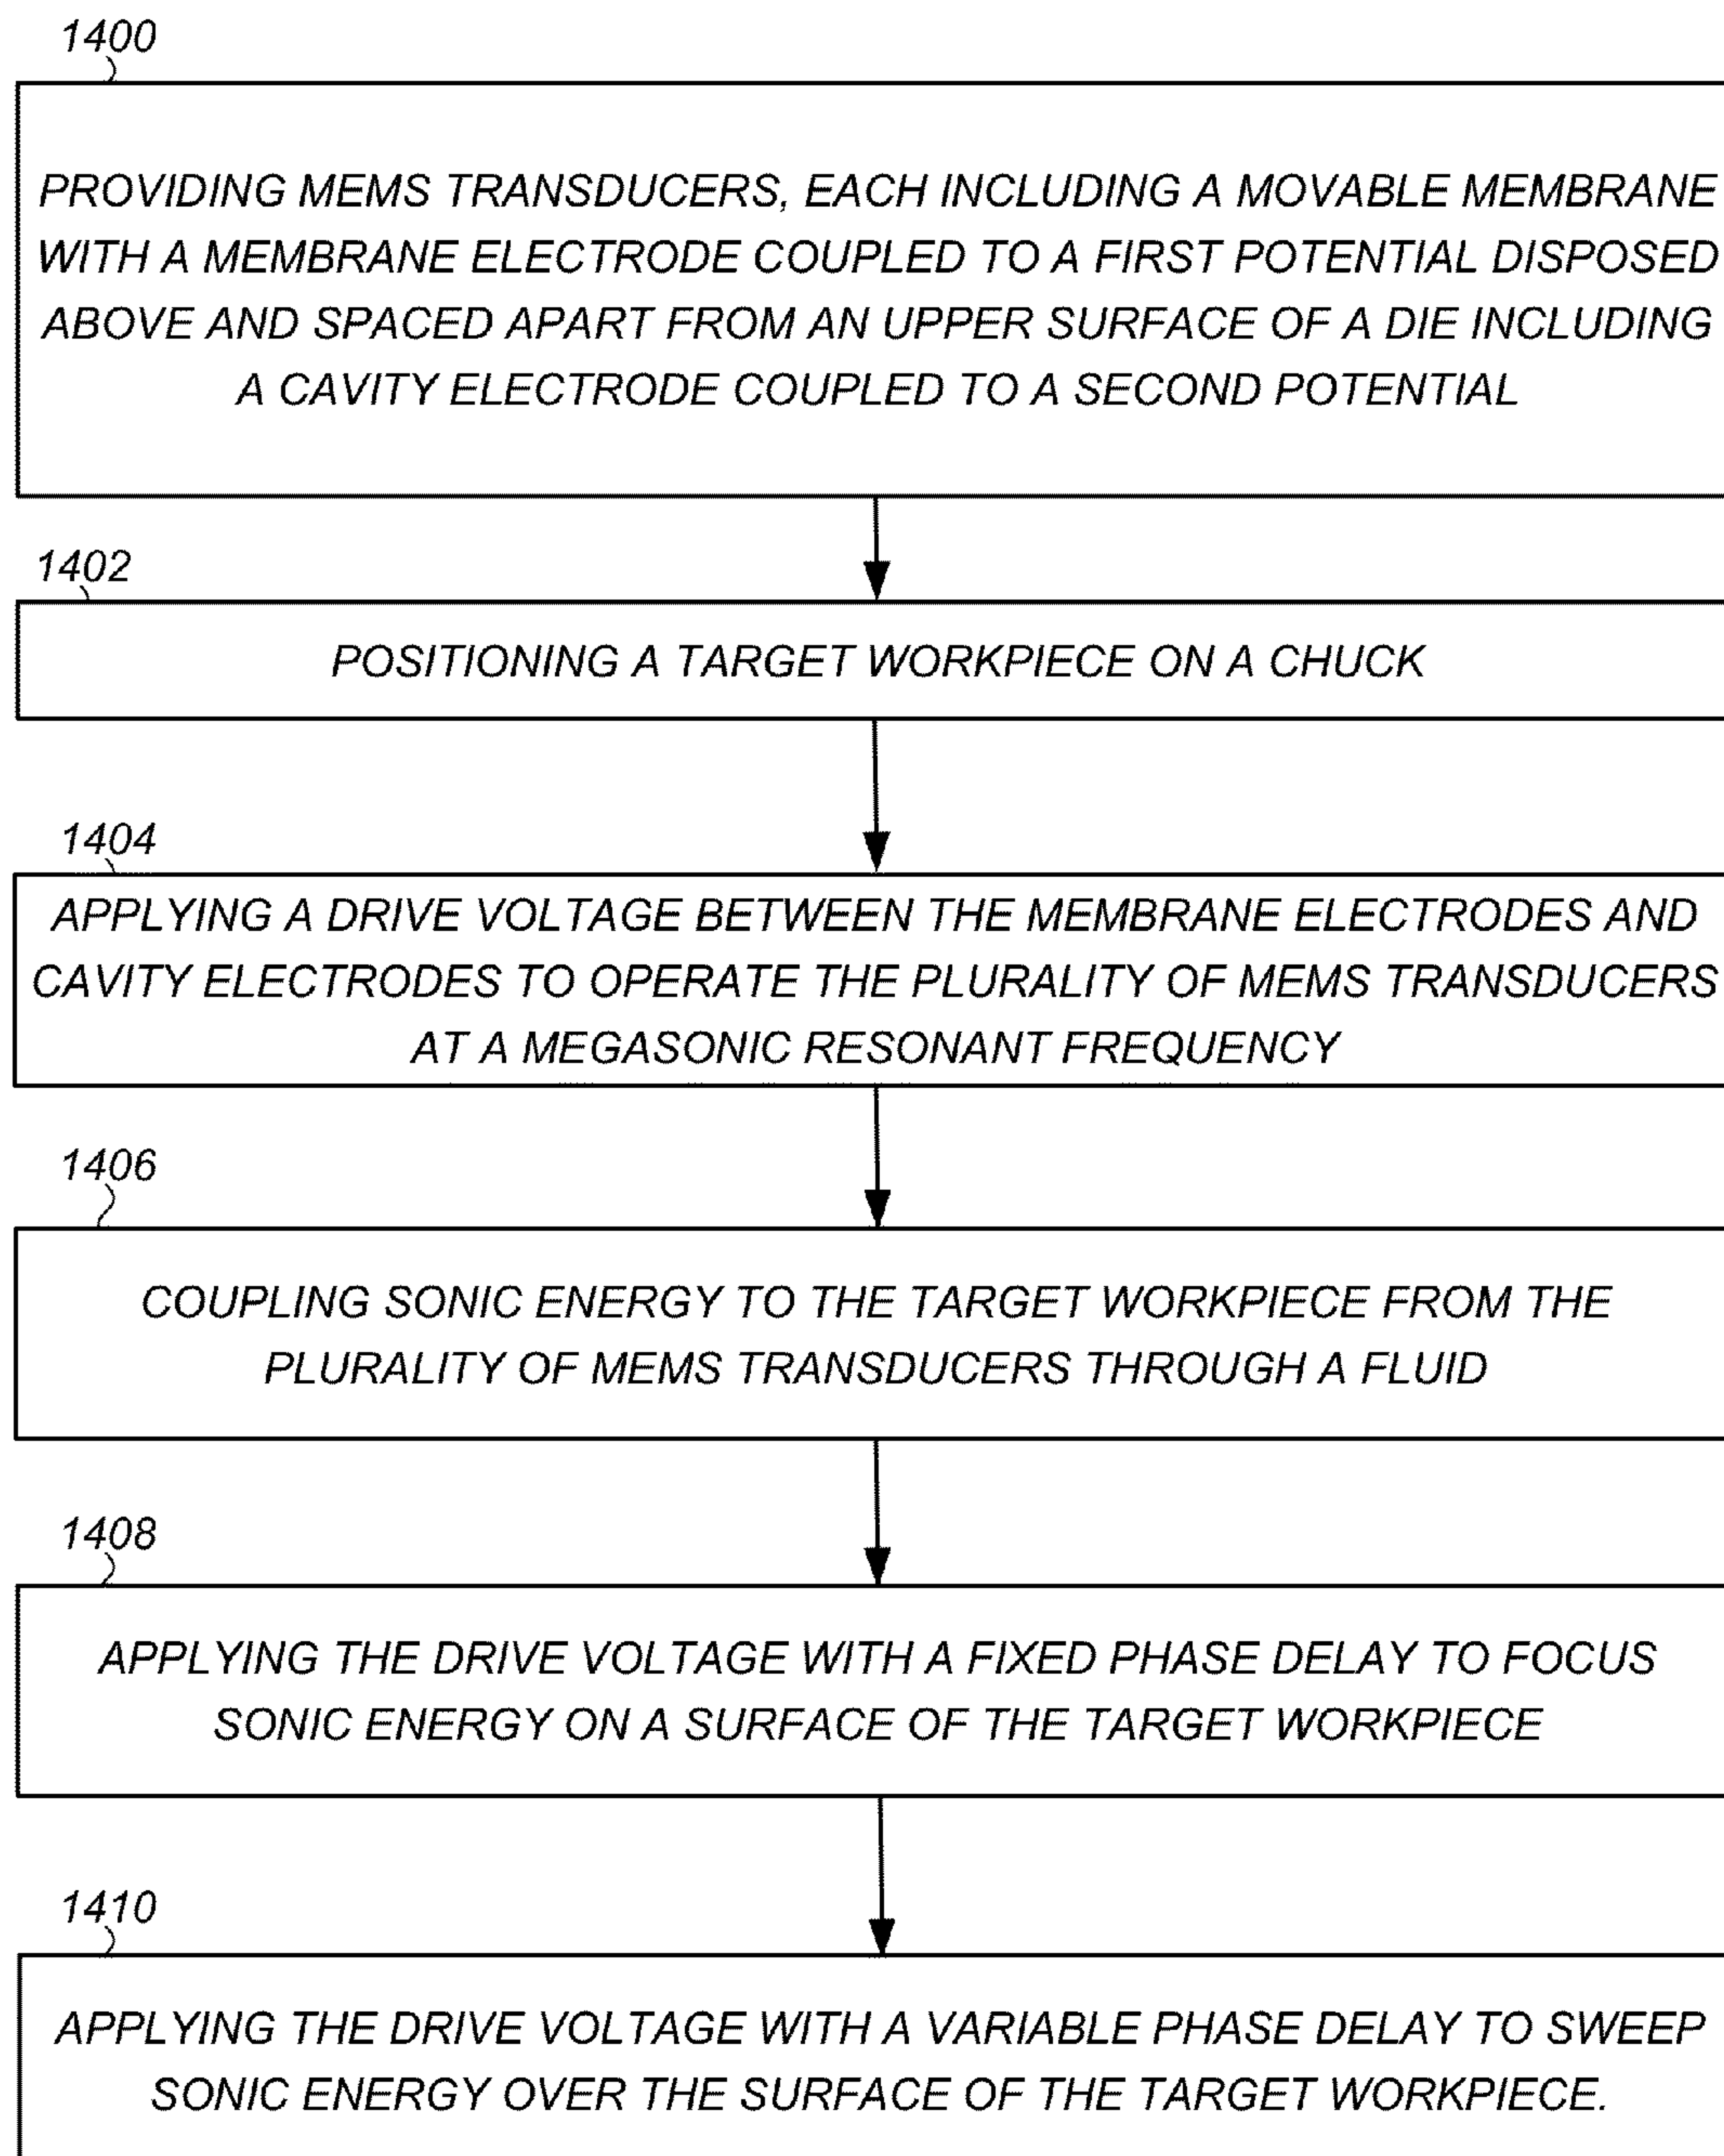 1400
PROVIDING MEMS TRANSDUCERS, EACH INCLUDING A MOVABLE MEMBRANE
WITH A MEMBRANE ELECTRODE COUPLED TO A FIRST POTENTIAL DISPOSED
ABOVE AND SPACED APART FROM AN UPPER SURFACE OF A DIE INCLUDING
A CAVITY ELECTRODE COUPLED TO A SECOND POTENTIAL
1402
POSITIONING A TARGET WORKPIECE ON A CHUCK
1404
APPLYING A DRIVE VOLTAGE BETWEEN THE MEMBRANE ELECTRODES AND
CAVITY ELECTRODES TO OPERATE THE PLURALITY OF MEMS TRANSDUCERS
AT A MEGASONIC RESONANT FREQUENCY
1406
COUPLING SONIC ENERGY TO THE TARGET WORKPIECE FROM THE
PLURALITY OF MEMS TRANSDUCERS THROUGH A FLUID
1408
APPLYING THE DRIVE VOLTAGE WITH A FIXED PHASE DELAY TO FOCUS
SONIC ENERGY ON A SURFACE OF THE TARGET WORKPIECE
1410
APPLYING THE DRIVE VOLTAGE WITH A VARIABLE PHASE DELAY TO SWEEP
SONIC ENERGY OVER THE SURFACE OF THE TARGET WORKPIECE.